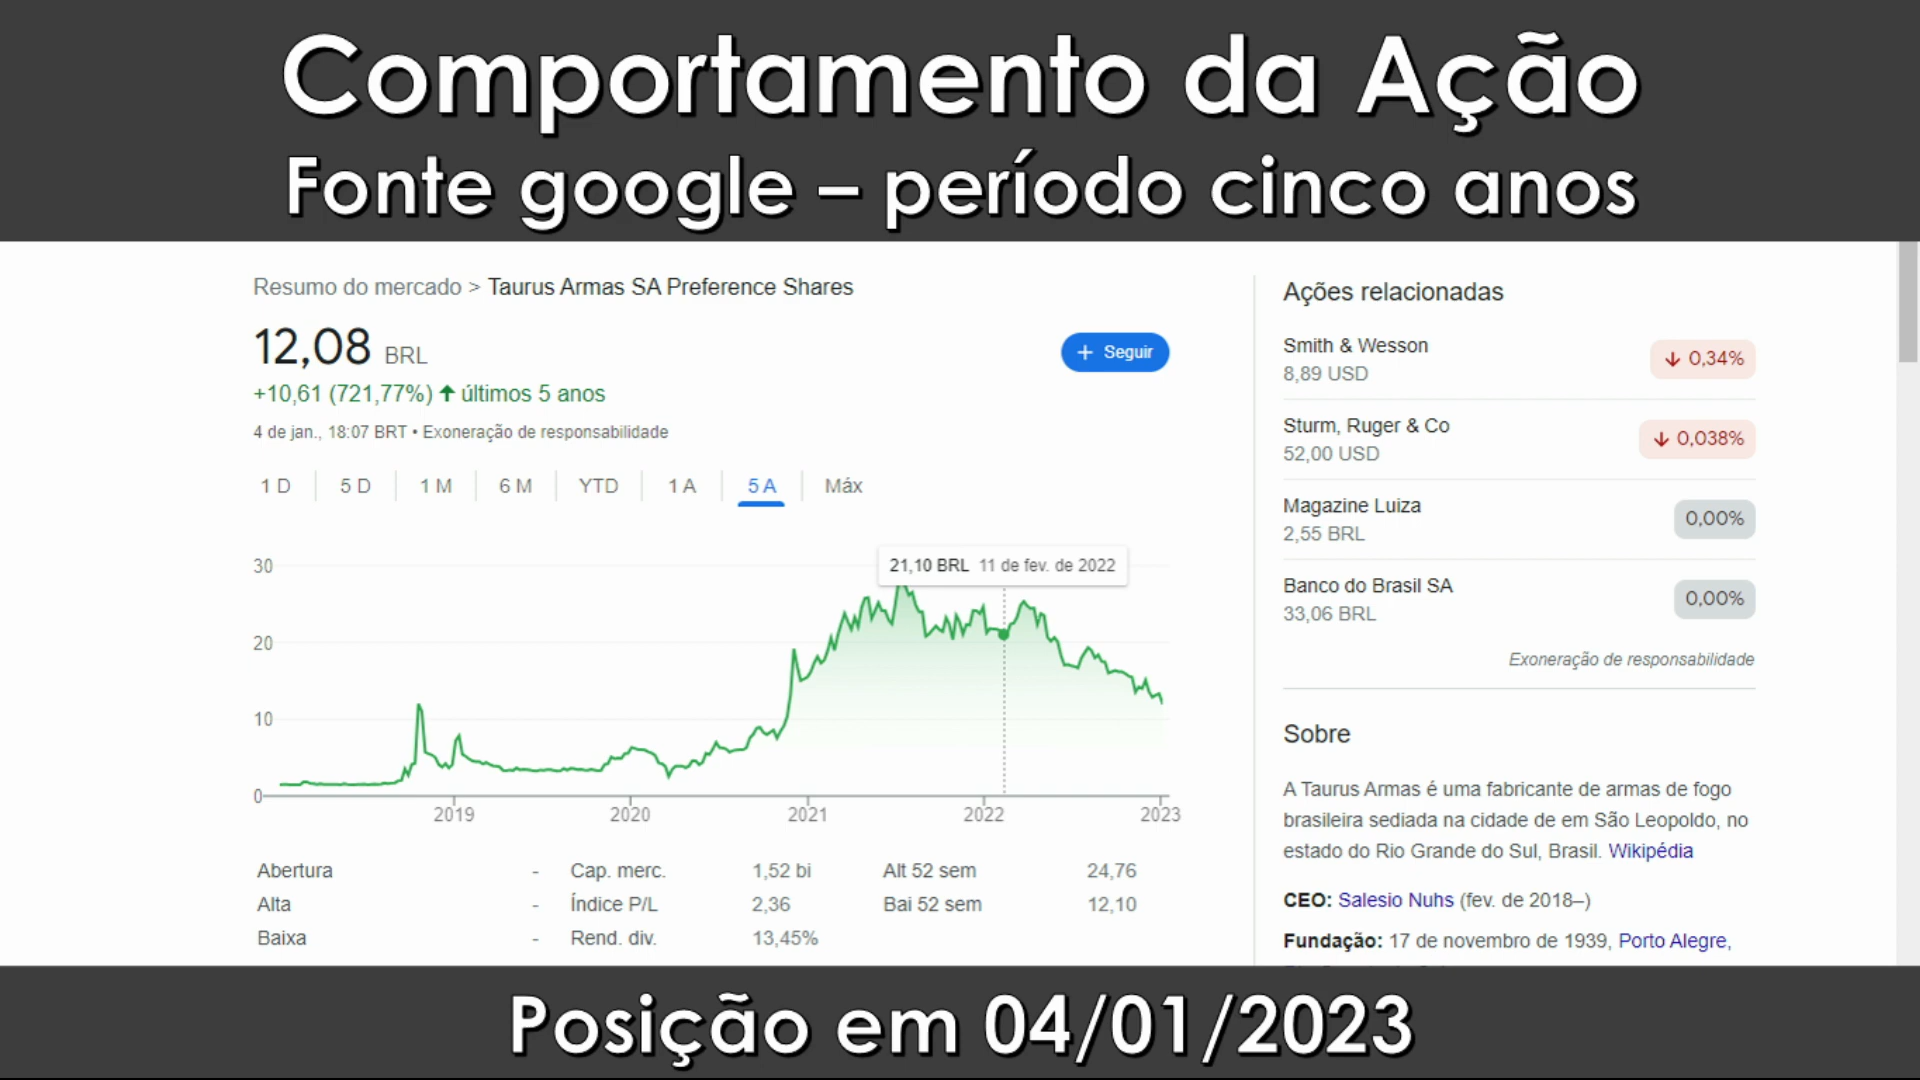 Comportamento da Ação
Fonte google – período cinco anos
Resumo do mercado > Taurus Armas SA Preference Shares
12,08 BRL
+ Seguir
+10,61 (721,77%) ↑ últimos 5 anos
4 de jan., 18:07 BRT • Exoneração de responsabilidade
1 D 5 D 1 M 6 M YTD 1 A 5 A Máx
21,10 BRL 11 de fev. de 2022
30
20
10
0
2019 2020 2021 2022 2023
Abertura - Cap. merc. 1,52 bi Alt 52 sem 24,76
Alta - Índice P/L 2,36 Bai 52 sem 12,10
Baixa - Rend. div. 13,45%
Ações relacionadas
Smith & Wesson
8,89 USD
↓ 0,34%
Sturm, Ruger & Co
52,00 USD
↓ 0,038%
Magazine Luiza
2,55 BRL
0,00%
Banco do Brasil SA
33,06 BRL
0,00%
Exoneração de responsabilidade
Sobre
A Taurus Armas é uma fabricante de armas de fogo
brasileira sediada na cidade de em São Leopoldo, no
estado do Rio Grande do Sul, Brasil. Wikipédia
CEO: Salesio Nuhs (fev. de 2018–)
Fundação: 17 de novembro de 1939, Porto Alegre,
Posição em 04/01/2023